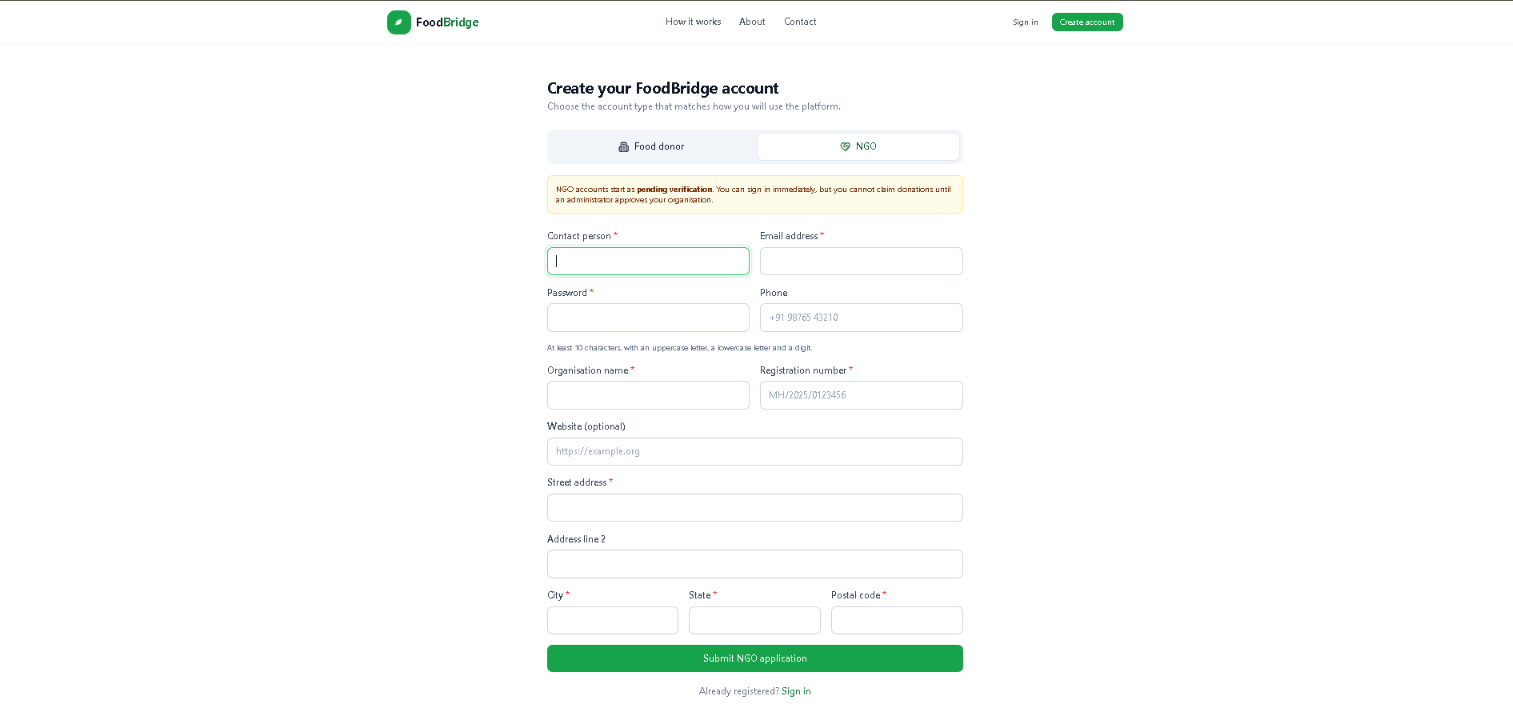 FoodBridge How it works About Contact Sign in Create account
Create your FoodBridge account
Choose the account type that matches how you will use the platform.
Food donor NGO
NGO accounts start as pending verification. You can sign in immediately, but you cannot claim donations until
an administrator approves your organisation.
Contact person * Email address *
Password * Phone
+91 98765 43210
At least 10 characters, with an uppercase letter, a lowercase letter and a digit.
Organisation name * Registration number *
MH/2025/0123456
Website (optional)
https://example.org
Street address *
Address line 2
City * State * Postal code *
Submit NGO application
Already registered? Sign in